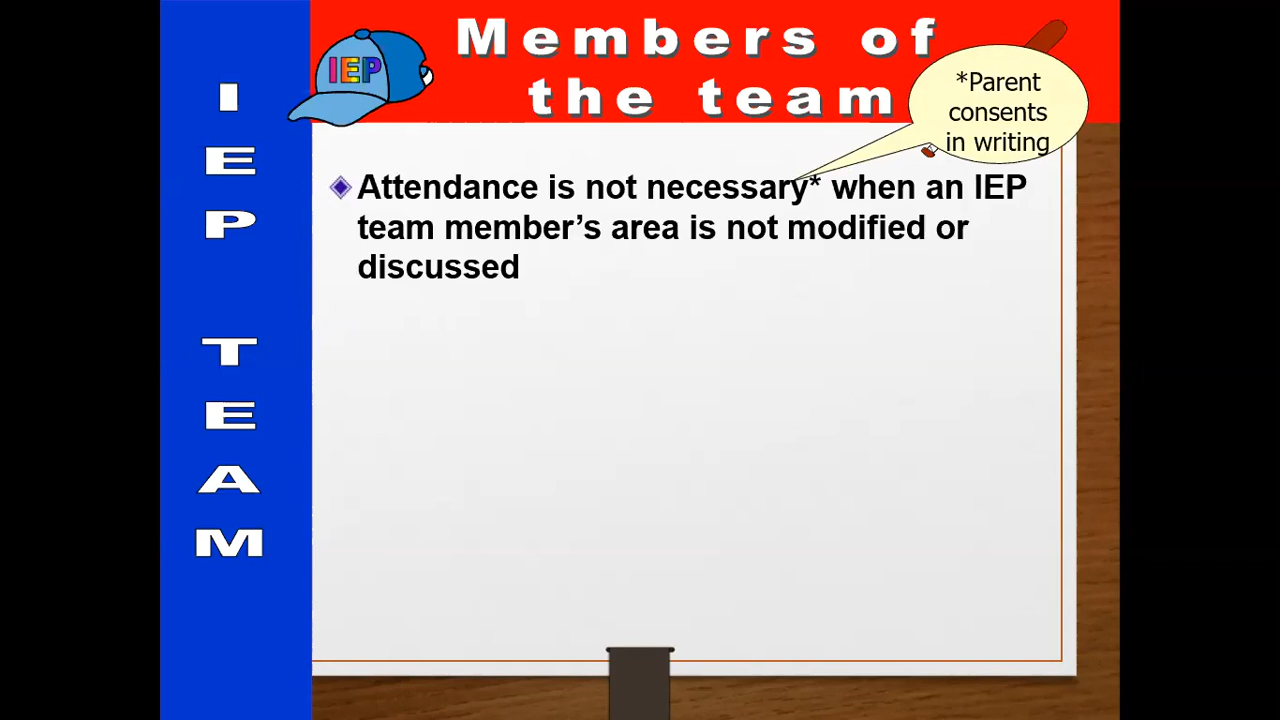 I
E
P
T
E
A
M
IEP
Members of
the team
*Parent
consents
in writing
Attendance is not necessary* when an IEP
team member’s area is not modified or
discussed